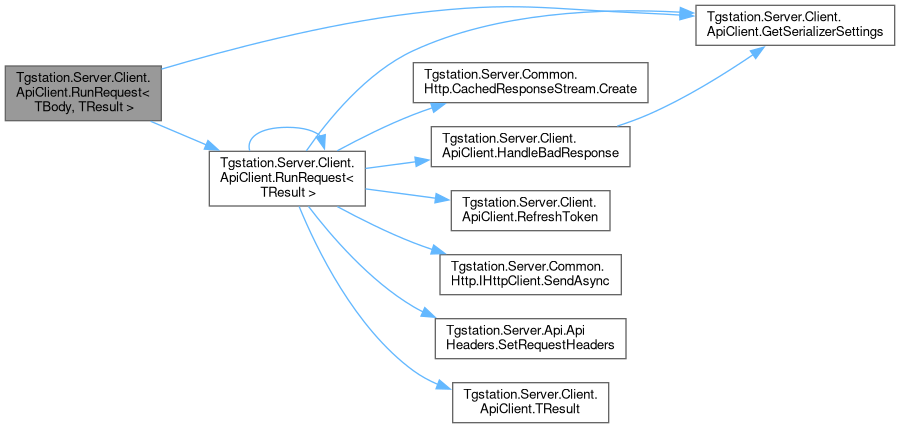 Tgstation.Server.Client.
ApiClient.RunRequest<
TBody, TResult >
Tgstation.Server.Client.
ApiClient.RunRequest<
TResult >
Tgstation.Server.Client.
ApiClient.GetSerializerSettings
Tgstation.Server.Common.
Http.CachedResponseStream.Create
Tgstation.Server.Client.
ApiClient.HandleBadResponse
Tgstation.Server.Client.
ApiClient.RefreshToken
Tgstation.Server.Common.
Http.IHttpClient.SendAsync
Tgstation.Server.Api.Api
Headers.SetRequestHeaders
Tgstation.Server.Client.
ApiClient.TResult